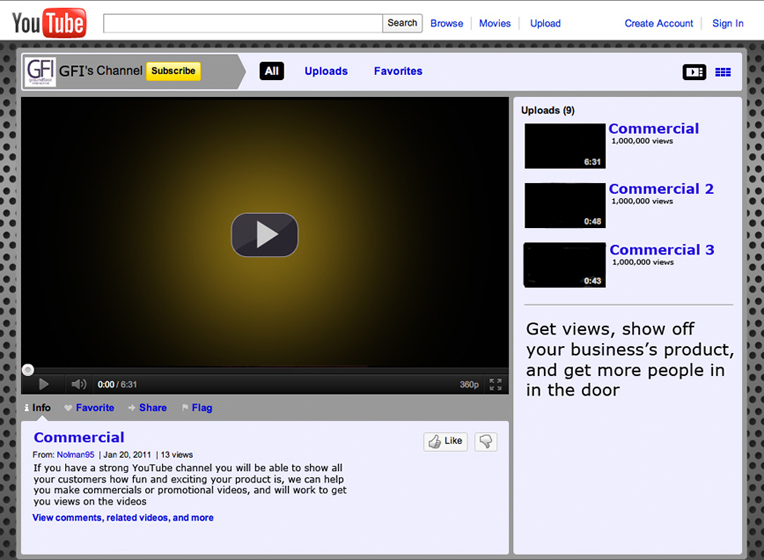 YouTube Search Browse Movies Upload Create Account Sign In
GFI GFI's Channel Subscribe All Uploads Favorites
Uploads (9)
Commercial
1,000,000 views
6:31
Commercial 2
1,000,000 views
0:48
Commercial 3
1,000,000 views
0:43
Get views, show off
your business's product,
and get more people in
in the door
0:00 / 6:31 360p
Info Favorite Share Flag
Commercial
Like
From: Nolman95 | Jan 20, 2011 | 13 views
If you have a strong YouTube channel you will be able to show all
your customers how fun and exciting your product is, we can help
you make commercials or promotional videos, and will work to get
you views on the videos
View comments, related videos, and more